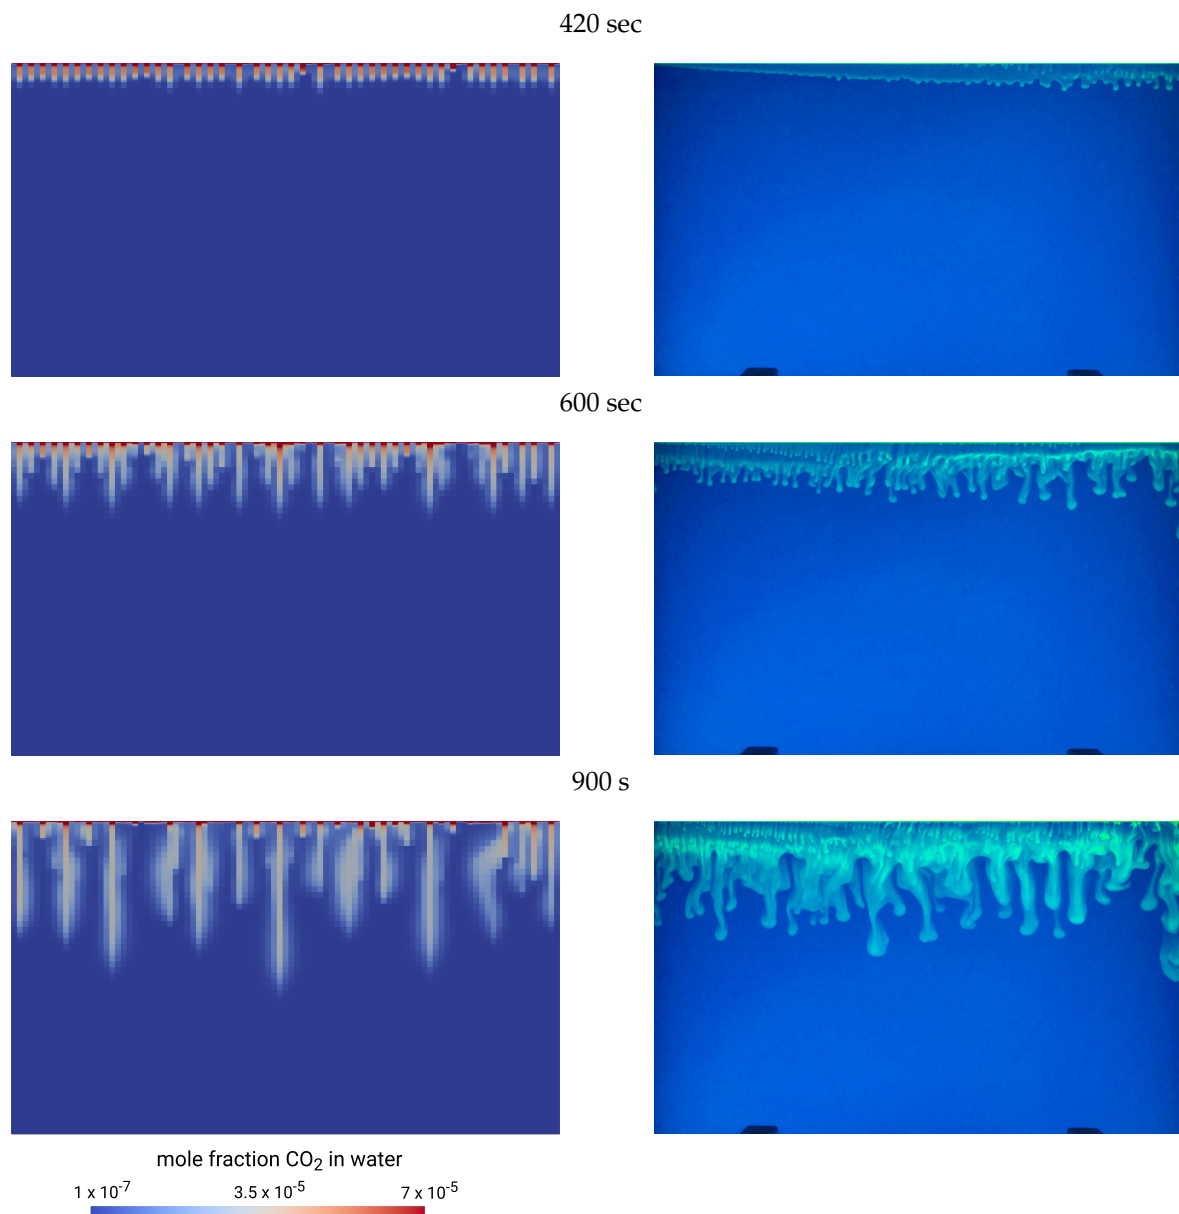 420 sec
600 sec
900 s
mole fraction CO₂ in water
1 x 10⁻⁷ 3.5 x 10⁻⁵ 7 x 10⁻⁵